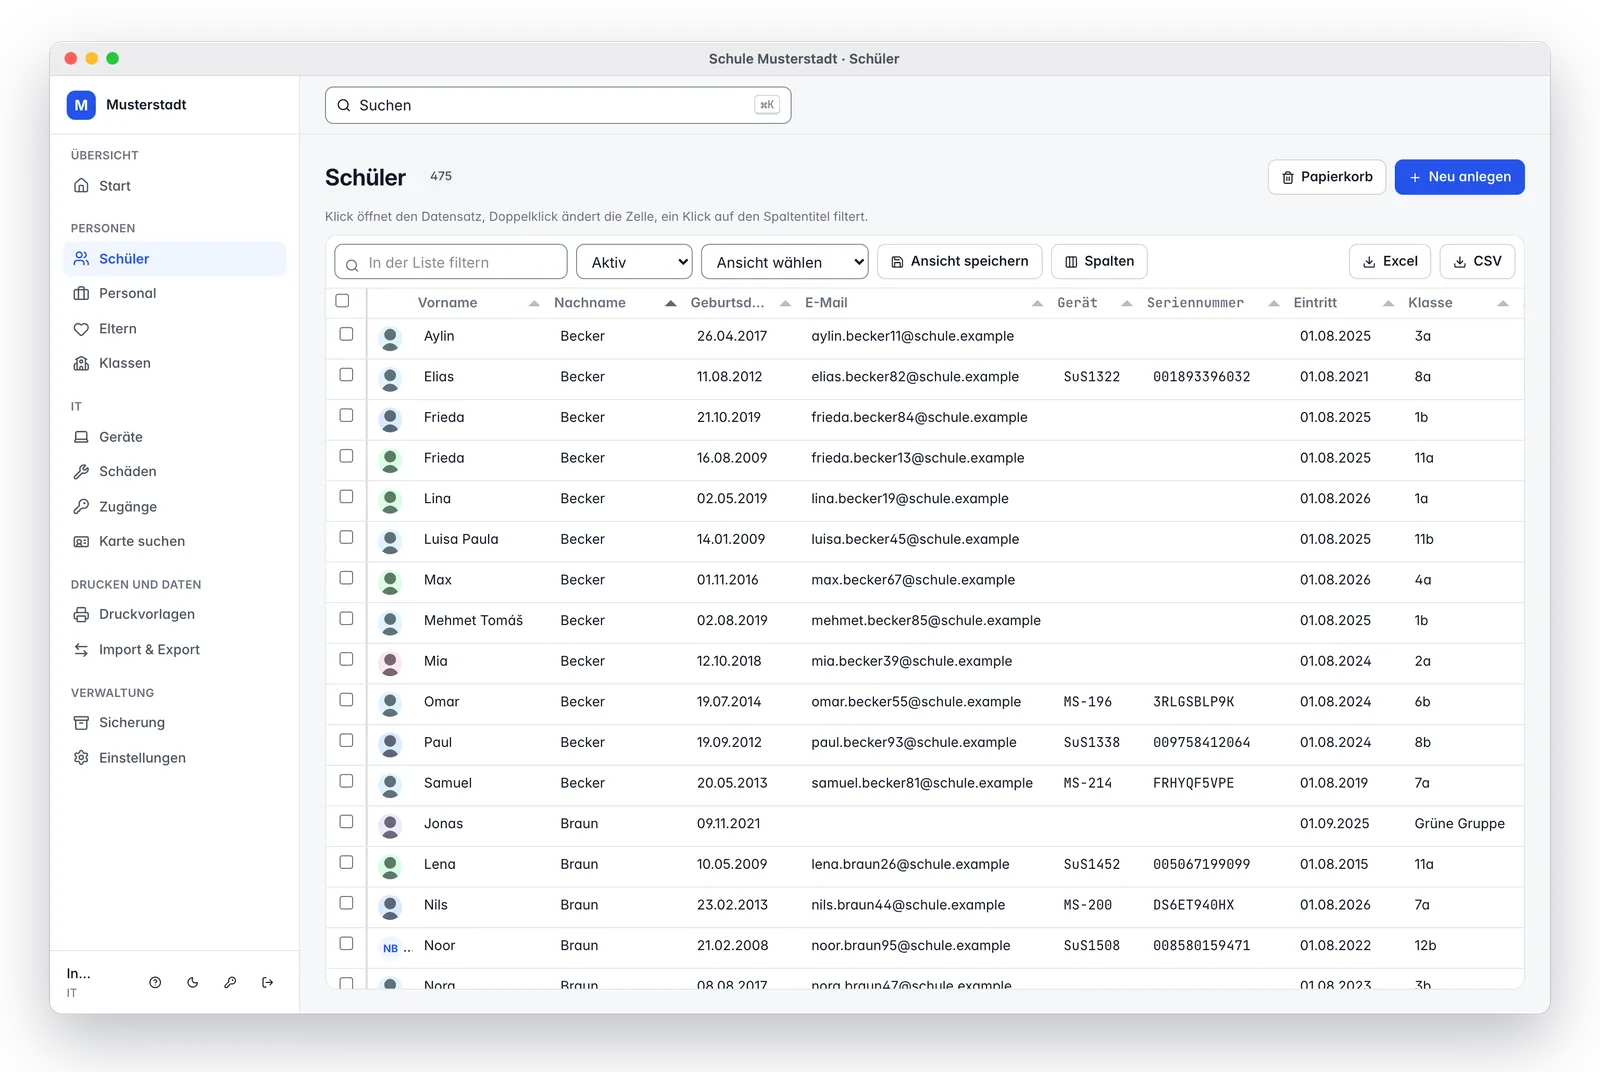 Schule Musterstadt · Schüler
M Musterstadt
Suchen ⌘K
ÜBERSICHT
Start
PERSONEN
Schüler
Personal
Eltern
Klassen
IT
Geräte
Schäden
Zugänge
Karte suchen
DRUCKEN UND DATEN
Druckvorlagen
Import & Export
VERWALTUNG
Sicherung
Einstellungen
In...
IT
Schüler 475
Papierkorb
Neu anlegen
Klick öffnet den Datensatz, Doppelklick ändert die Zelle, ein Klick auf den Spaltentitel filtert.
In der Liste filtern Aktiv Ansicht wählen Ansicht speichern Spalten Excel CSV
Vorname Nachname Geburtsd... E-Mail Gerät Seriennummer Eintritt Klasse
Aylin Becker 26.04.2017 aylin.becker11@schule.example 01.08.2025 3a
Elias Becker 11.08.2012 elias.becker82@schule.example SuS1322 001893396032 01.08.2021 8a
Frieda Becker 21.10.2019 frieda.becker84@schule.example 01.08.2025 1b
Frieda Becker 16.08.2009 frieda.becker13@schule.example 01.08.2025 11a
Lina Becker 02.05.2019 lina.becker19@schule.example 01.08.2026 1a
Luisa Paula Becker 14.01.2009 luisa.becker45@schule.example 01.08.2025 11b
Max Becker 01.11.2016 max.becker67@schule.example 01.08.2026 4a
Mehmet Tomáš Becker 02.08.2019 mehmet.becker85@schule.example 01.08.2025 1b
Mia Becker 12.10.2018 mia.becker39@schule.example 01.08.2024 2a
Omar Becker 19.07.2014 omar.becker55@schule.example MS-196 3RLGSBLP9K 01.08.2024 6b
Paul Becker 19.09.2012 paul.becker93@schule.example SuS1338 009758412064 01.08.2024 8b
Samuel Becker 20.05.2013 samuel.becker81@schule.example MS-214 FRHYQF5VPE 01.08.2019 7a
Jonas Braun 09.11.2021 01.09.2025 Grüne Gruppe
Lena Braun 10.05.2009 lena.braun26@schule.example SuS1452 005067199099 01.08.2015 11a
Nils Braun 23.02.2013 nils.braun44@schule.example MS-200 DS6ET940HX 01.08.2026 7a
NB ... Noor Braun 21.02.2008 noor.braun95@schule.example SuS1508 008580159471 01.08.2022 12b
Nora Braun 08.08.2017 nora.braun47@schule.example 01.08.2023 3b